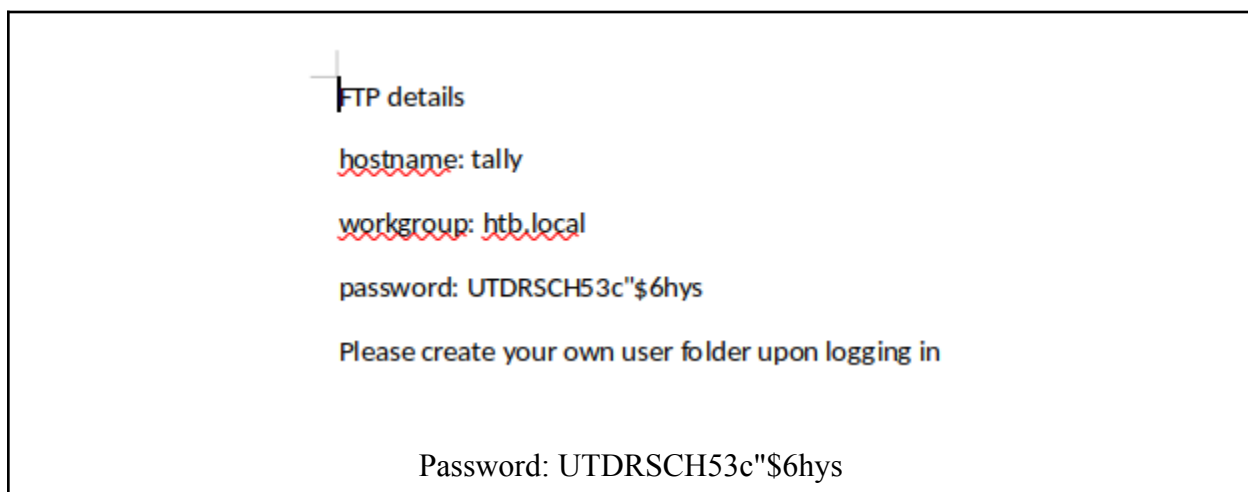 FTP details
hostname: tally
workgroup: htb.local
password: UTDRSCH53c"$6hys
Please create your own user folder upon logging in
Password: UTDRSCH53c"$6hys